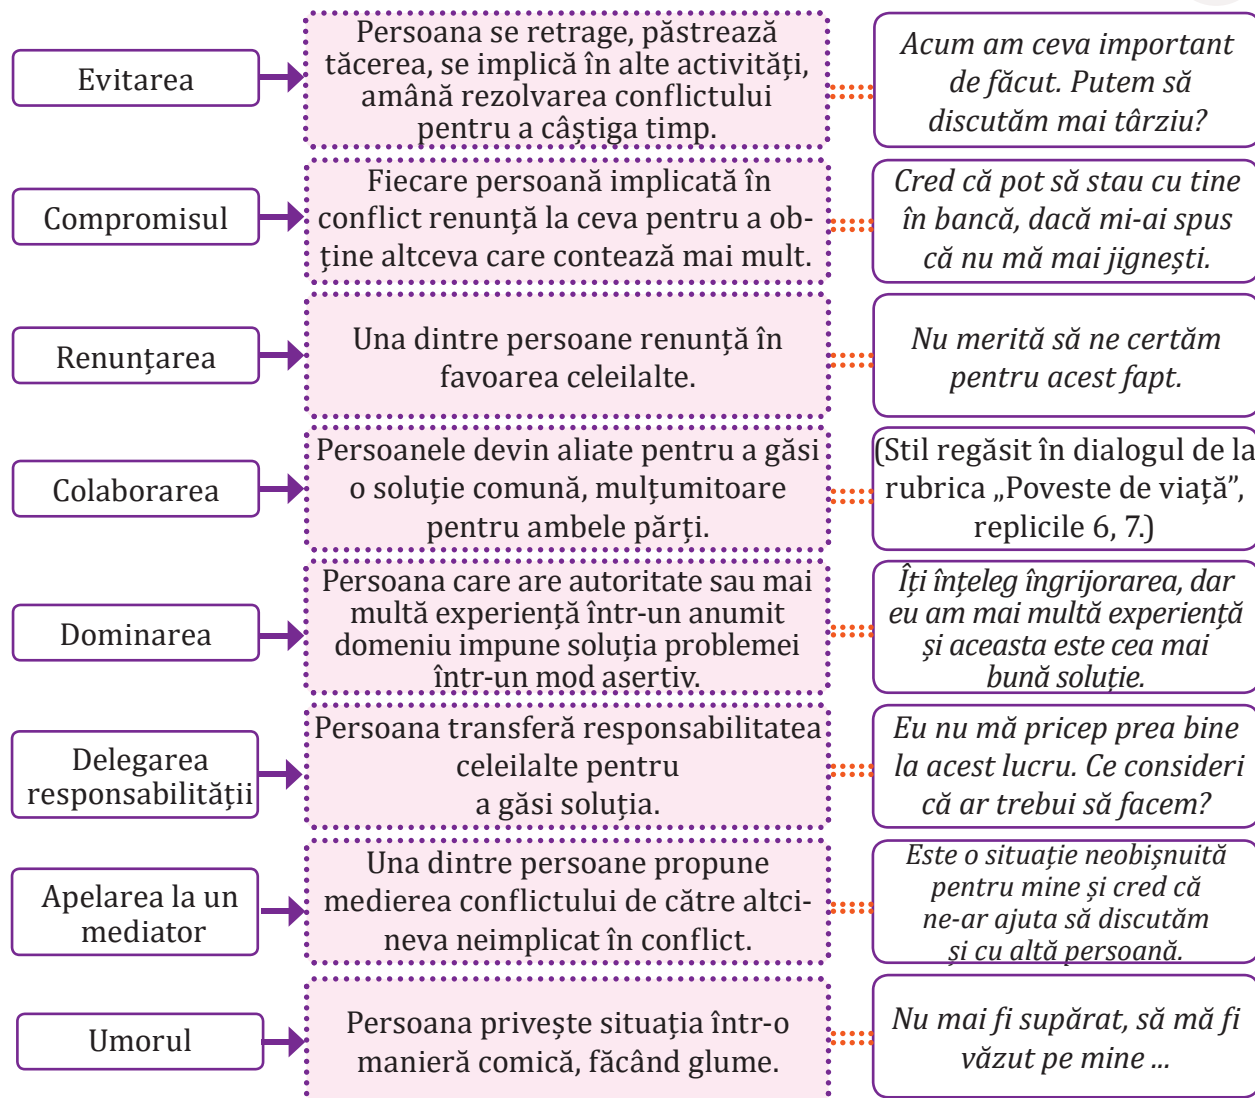 Evitarea
Persoana se retrage, păstrează
tăcerea, se implică în alte activități,
amână rezolvarea conflictului
pentru a câștiga timp.
Acum am ceva important
de făcut. Putem să
discutăm mai târziu?
Compromisul
Fiecare persoană implicată în
conflict renunță la ceva pentru a ob-
ține altceva care contează mai mult.
Cred că pot să stau cu tine
în bancă, dacă mi-ai spus
că nu mă mai jignești.
Renunțarea
Una dintre persoane renunță în
favoarea celeilalte.
Nu merită să ne certăm
pentru acest fapt.
Colaborarea
Persoanele devin aliate pentru a găsi
o soluție comună, mulțumitoare
pentru ambele părți.
(Stil regăsit în dialogul de la
rubrica „Poveste de viață”,
replicile 6, 7.)
Dominarea
Persoana care are autoritate sau mai
multă experiență într-un anumit
domeniu impune soluția problemei
într-un mod asertiv.
Îți înțeleg îngrijorarea, dar
eu am mai multă experiență
și aceasta este cea mai
bună soluție.
Delegarea
responsabilității
Persoana transferă responsabilitatea
celeilalte pentru
a găsi soluția.
Eu nu mă pricep prea bine
la acest lucru. Ce consideri
că ar trebui să facem?
Apelarea la un
mediator
Una dintre persoane propune
medierea conflictului de către altci-
neva neimplicat în conflict.
Este o situație neobișnuită
pentru mine și cred că
ne-ar ajuta să discutăm
și cu altă persoană.
Umorul
Persoana privește situația într-o
manieră comică, făcând glume.
Nu mai fi supărat, să mă fi
văzut pe mine ...